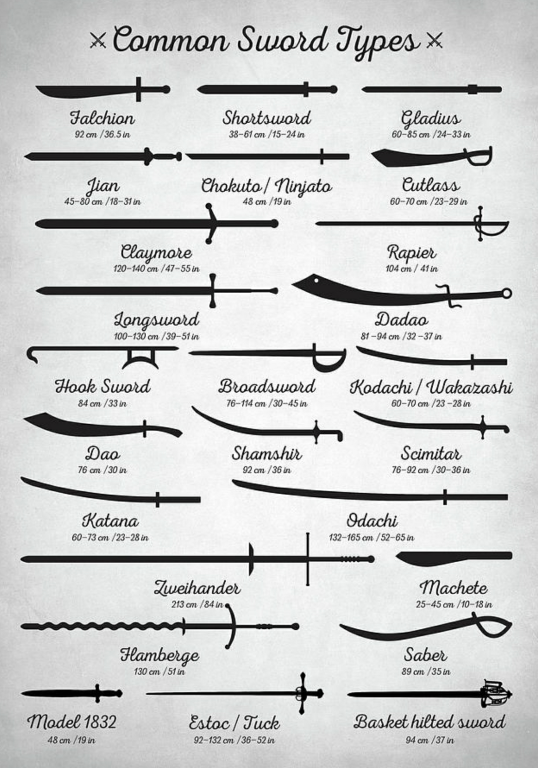 Common Sword Types
Falchion
92 cm / 36.5 in
Shortsword
38-61 cm / 15-24 in
Gladius
60-85 cm / 24-33 in
Jian
45-80 cm / 18-31 in
Chokuto / Ninjato
48 cm / 19 in
Cutlass
60-70 cm / 23-29 in
Claymore
120-140 cm / 47-55 in
Rapier
104 cm / 41 in
Longsword
100-130 cm / 39-51 in
Dadao
81-94 cm / 32-37 in
Hook Sword
84 cm / 33 in
Broadsword
76-114 cm / 30-45 in
Kodachi / Wakazashi
60-70 cm / 23-28 in
Dao
76 cm / 30 in
Shamshir
92 cm / 36 in
Scimitar
76-92 cm / 30-36 in
Katana
60-73 cm / 23-28 in
Odachi
132-165 cm / 52-65 in
Zweihander
213 cm / 84 in
Machete
25-45 cm / 10-18 in
Flamberge
130 cm / 51 in
Saber
89 cm / 35 in
Model 1832
48 cm / 19 in
Estoc / Tuck
92-132 cm / 36-52 in
Basket hilted sword
94 cm / 37 in